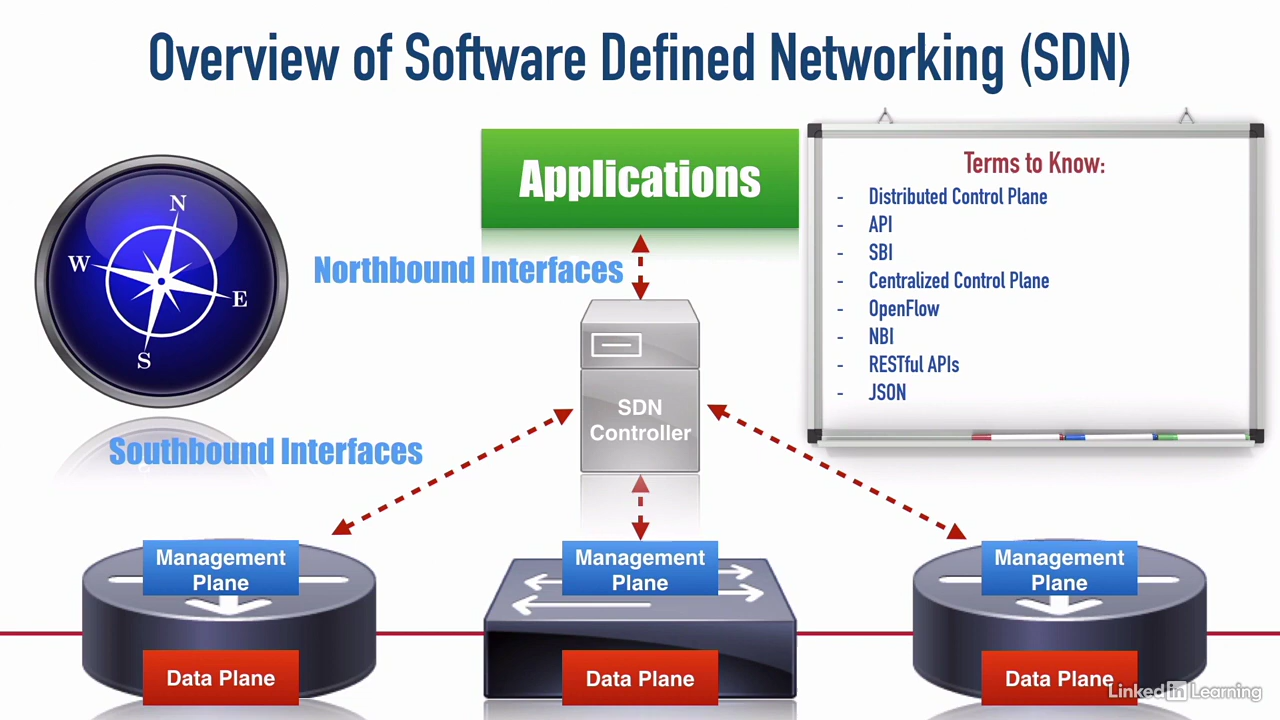 Overview of Software Defined Networking (SDN)
Applications
Terms to Know:
- Distributed Control Plane
- API
- SBI
- Centralized Control Plane
- OpenFlow
- NBI
- RESTful APIs
- JSON
N
W
E
S
Northbound Interfaces
SDN
Controller
Southbound Interfaces
Management
Plane
Data Plane
Management
Plane
Data Plane
Management
Plane
Data Plane
Linked in Learning